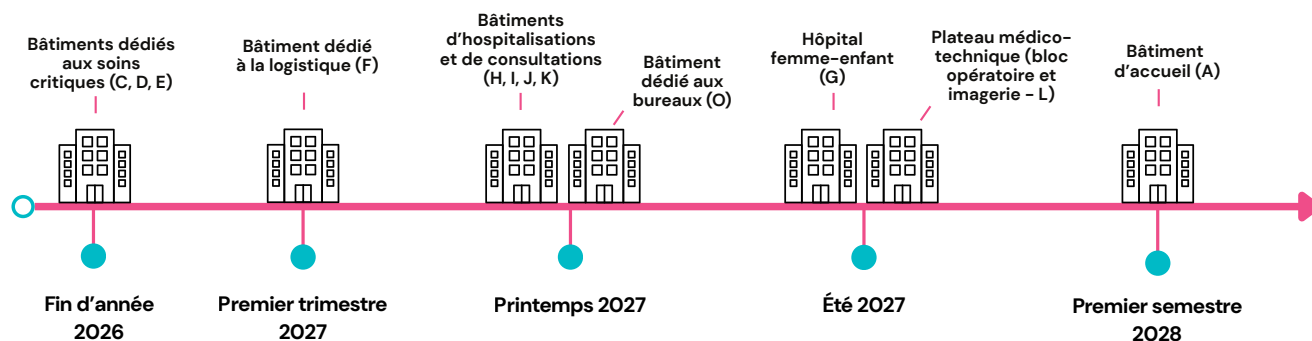 Bâtiments dédiés
aux soins
critiques (C, D, E)
Bâtiment dédié
à la logistique (F)
Bâtiments
d'hospitalisations
et de consultations
(H, I, J, K)
Bâtiment
dédié aux
bureaux (O)
Hôpital
femme-enfant
(G)
Plateau médico-
technique (bloc
opératoire et
imagerie - L)
Bâtiment
d'accueil (A)
Fin d'année
2026
Premier trimestre
2027
Printemps 2027
Été 2027
Premier semestre
2028